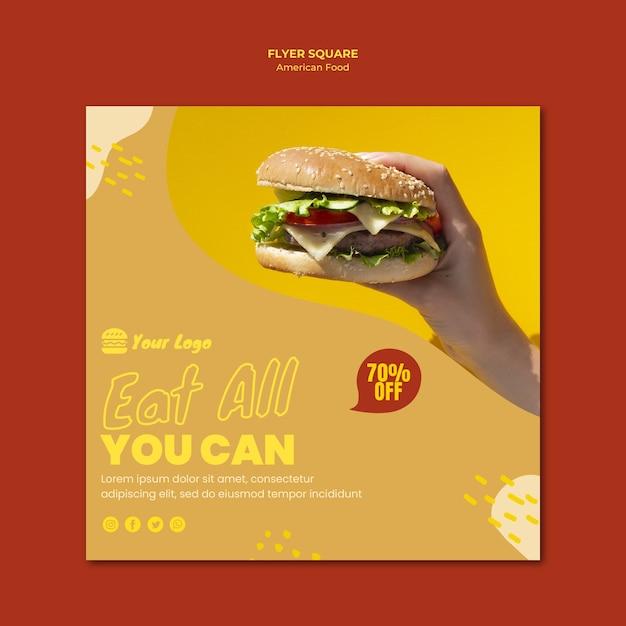 FLYER SQUARE
American Food
Your Logo
Eat All
YOU CAN
70%
OFF
Lorem ipsum dolor sit amet, consectetur
adipiscing elit, sed do eiusmod tempor incididunt